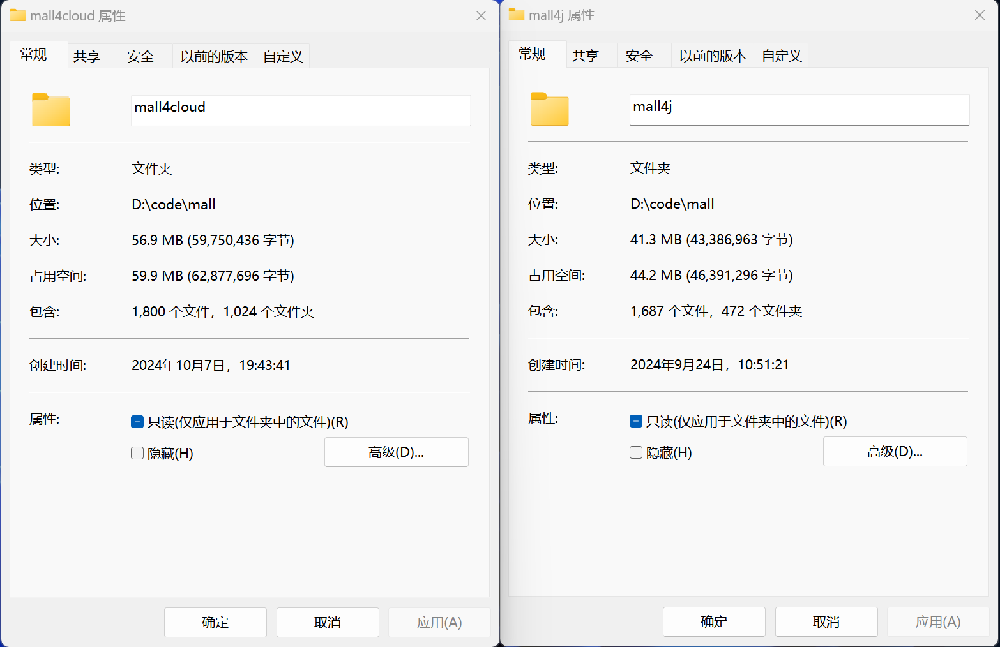 mall4cloud 属性
常规 共享 安全 以前的版本 自定义
mall4cloud
类型: 文件夹
位置: D:\code\mall
大小: 56.9 MB (59,750,436 字节)
占用空间: 59.9 MB (62,877,696 字节)
包含: 1,800 个文件，1,024 个文件夹
创建时间: 2024年10月7日，19:43:41
属性: 只读(仅应用于文件夹中的文件)(R)
隐藏(H) 高级(D)...
确定 取消 应用(A)
mall4j 属性
常规 共享 安全 以前的版本 自定义
mall4j
类型: 文件夹
位置: D:\code\mall
大小: 41.3 MB (43,386,963 字节)
占用空间: 44.2 MB (46,391,296 字节)
包含: 1,687 个文件，472 个文件夹
创建时间: 2024年9月24日，10:51:21
属性: 只读(仅应用于文件夹中的文件)(R)
隐藏(H) 高级(D)...
确定 取消 应用(A)